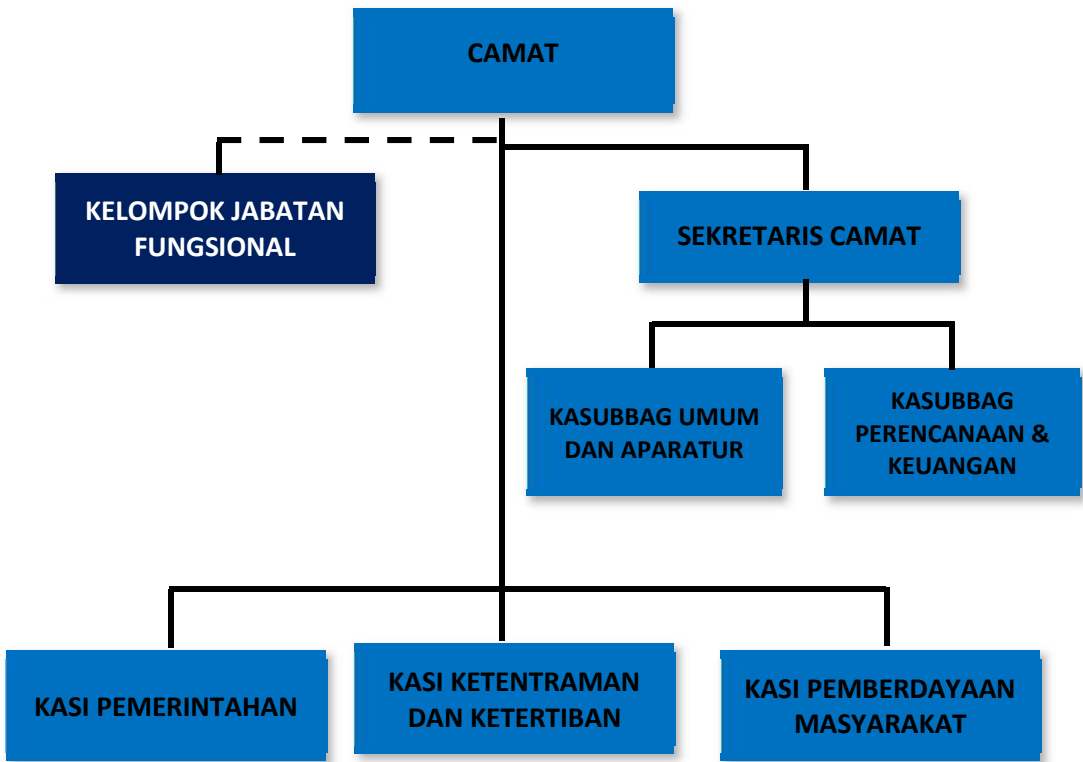 CAMAT
KELOMPOK JABATAN
FUNGSIONAL
SEKRETARIS CAMAT
KASUBBAG UMUM
DAN APARATUR
KASUBBAG
PERENCANAAN &
KEUANGAN
KASI PEMERINTAHAN
KASI KETENTRAMAN
DAN KETERTIBAN
KASI PEMBERDAYAAN
MASYARAKAT